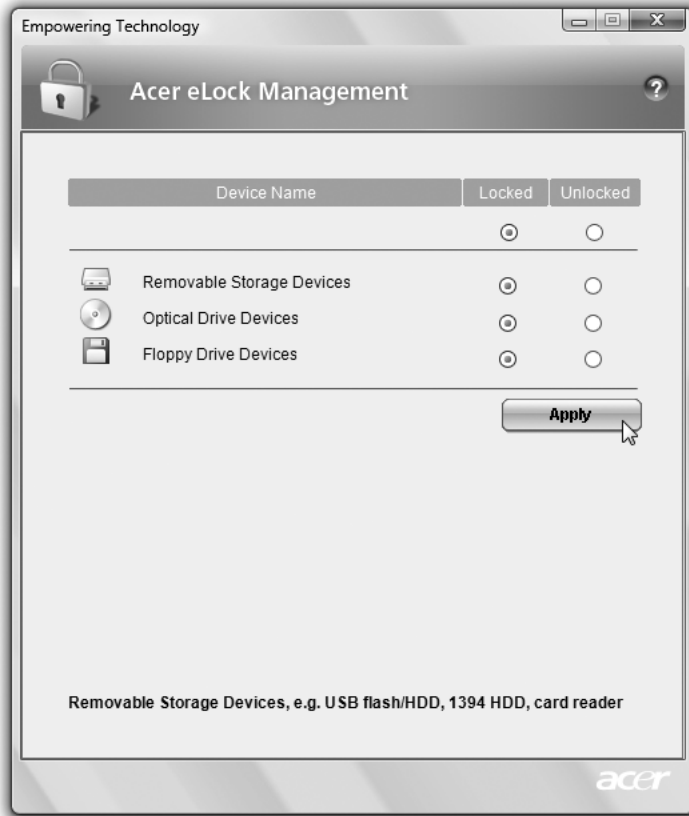 Empowering Technology
Acer eLock Management
?
Device Name Locked Unlocked
Removable Storage Devices
Optical Drive Devices
Floppy Drive Devices
Apply
Removable Storage Devices, e.g. USB flash/HDD, 1394 HDD, card reader
acer